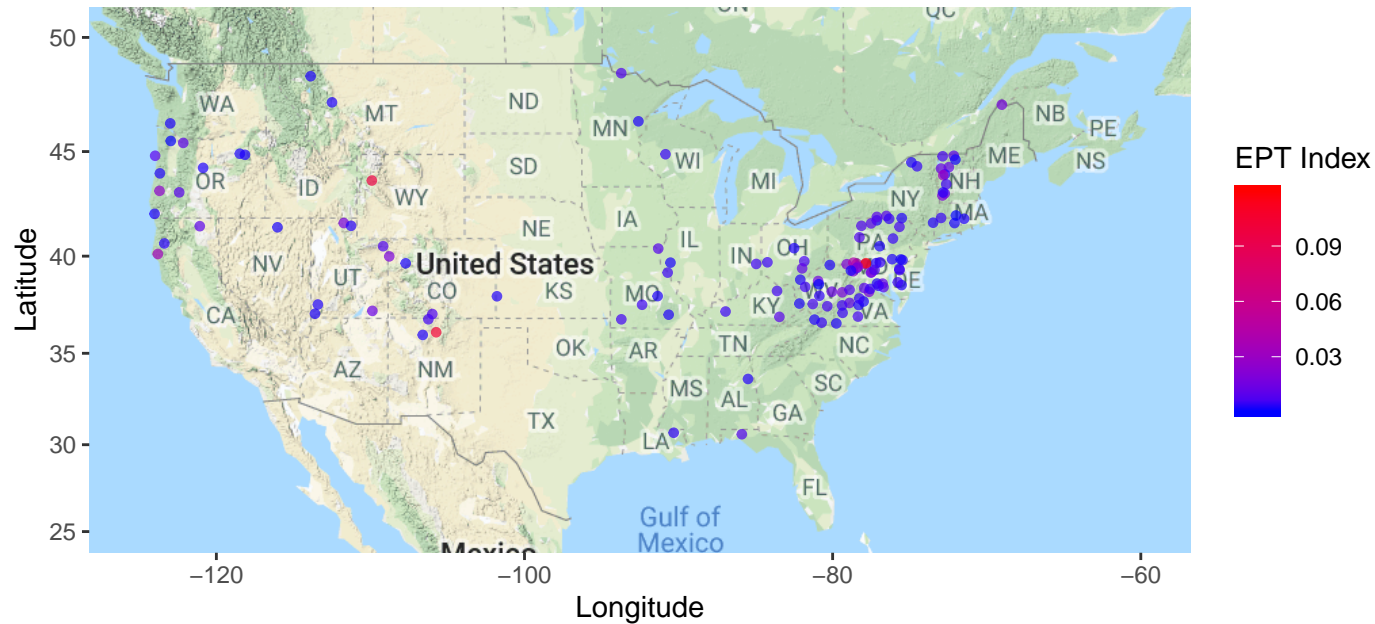 ON
QC
50
WA
MT
ND
MN
NB
PE
EPT Index
45
OR
ID
SD
WI
MI
ME
NS
WY
NH
NY
MA
0.09
Latitude
NE
IA
IL
IN
OH
PA
40
NV
UT
United States
CO
KS
MO
WV
DE
0.06
CA
KY
VA
0.03
35
AZ
NM
OK
AR
TN
NC
MS
AL
SC
GA
TX
30
LA
FL
Gulf of
Mexico
25
Mexico
−120
−100
−80
−60
Longitude